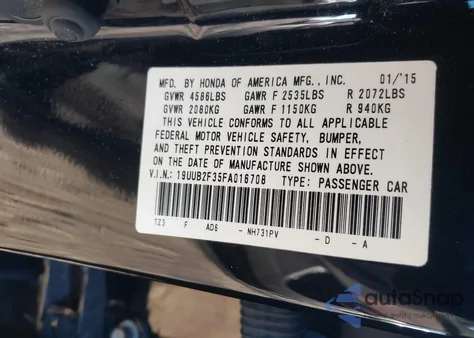 MFD. BY HONDA OF AMERICA MFG., INC. 01/'15
GVWR 4586LBS GAWR F 2535LBS R 2072LBS
GVWR 2080KG GAWR F 1150KG R 940KG
THIS VEHICLE CONFORMS TO ALL APPLICABLE
FEDERAL MOTOR VEHICLE SAFETY, BUMPER,
AND THEFT PREVENTION STANDARDS IN EFFECT
ON THE DATE OF MANUFACTURE SHOWN ABOVE.
V.I.N.: 19UUB2F35FA016708 TYPE: PASSENGER CAR
TZ3 F AD6 - NH731PV - D - A
autoSnap